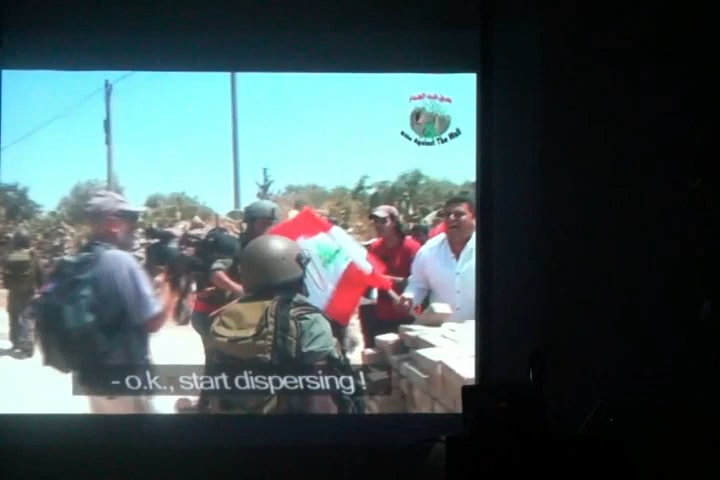 Against The Wall
- o.k., start dispersing !